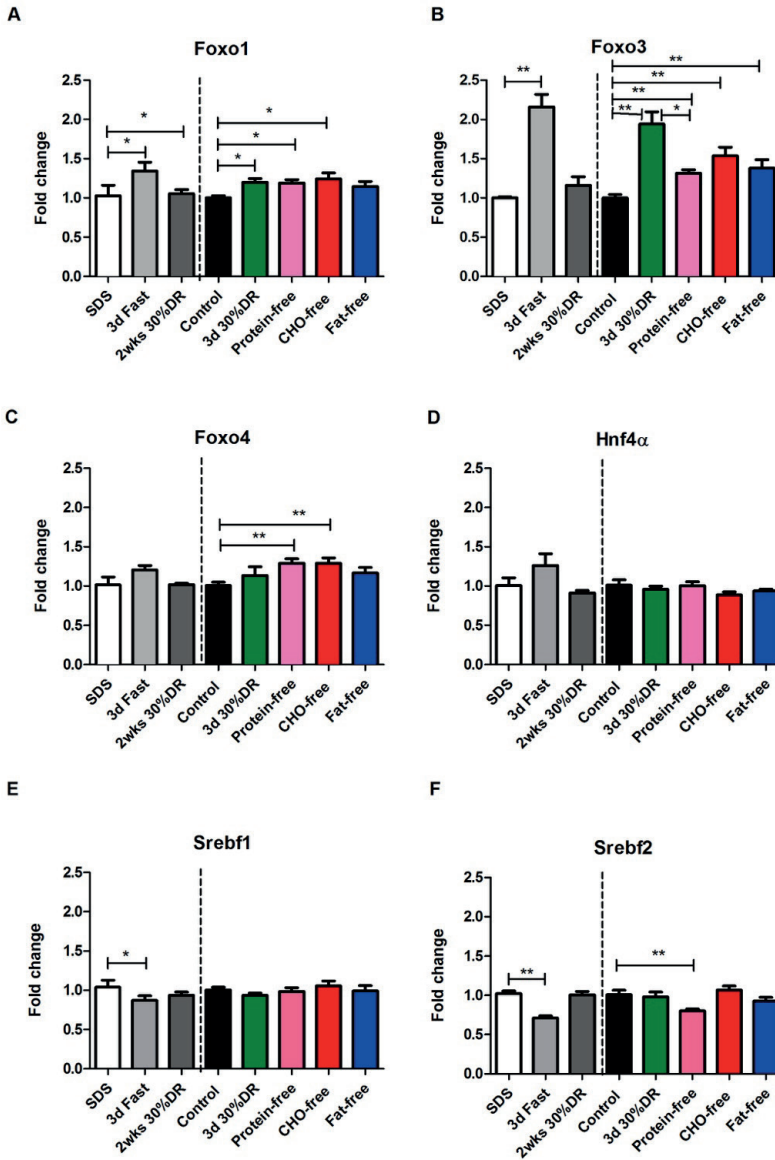 A
Foxo1
Fold change
2.5
2.0
1.5
1.0
0.5
0.0
*
*
*
*
*
SDS
3d Fast
2wks 30%DR
Control
3d 30%DR
Protein-free
CHO-free
Fat-free
B
Foxo3
Fold change
2.5
2.0
1.5
1.0
0.5
0.0
**
**
**
**
**
*
SDS
3d Fast
2wks 30%DR
Control
3d 30%DR
Protein-free
CHO-free
Fat-free
C
Foxo4
Fold change
2.5
2.0
1.5
1.0
0.5
0.0
**
**
SDS
3d Fast
2wks 30%DR
Control
3d 30%DR
Protein-free
CHO-free
Fat-free
D
Hnf4α
Fold change
2.5
2.0
1.5
1.0
0.5
0.0
SDS
3d Fast
2wks 30%DR
Control
3d 30%DR
Protein-free
CHO-free
Fat-free
E
Srebf1
Fold change
2.5
2.0
1.5
1.0
0.5
0.0
*
SDS
3d Fast
2wks 30%DR
Control
3d 30%DR
Protein-free
CHO-free
Fat-free
F
Srebf2
Fold change
2.5
2.0
1.5
1.0
0.5
0.0
**
**
SDS
3d Fast
2wks 30%DR
Control
3d 30%DR
Protein-free
CHO-free
Fat-free